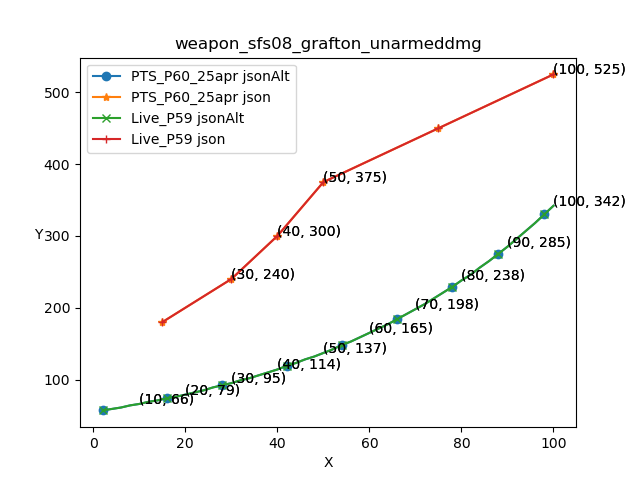 weapon_sfs08_grafton_unarmeddmg
PTS_P60_25apr jsonAlt
PTS_P60_25apr json
Live_P59 jsonAlt
Live_P59 json
(100, 525)
(50, 375)
(40, 300)
(30, 240)
(100, 342)
(90, 285)
(80, 238)
(70, 198)
(60, 165)
(50, 137)
(40, 114)
(30, 95)
(20, 79)
(10, 66)
500
400
300
200
100
Y
0 20 40 60 80 100
X